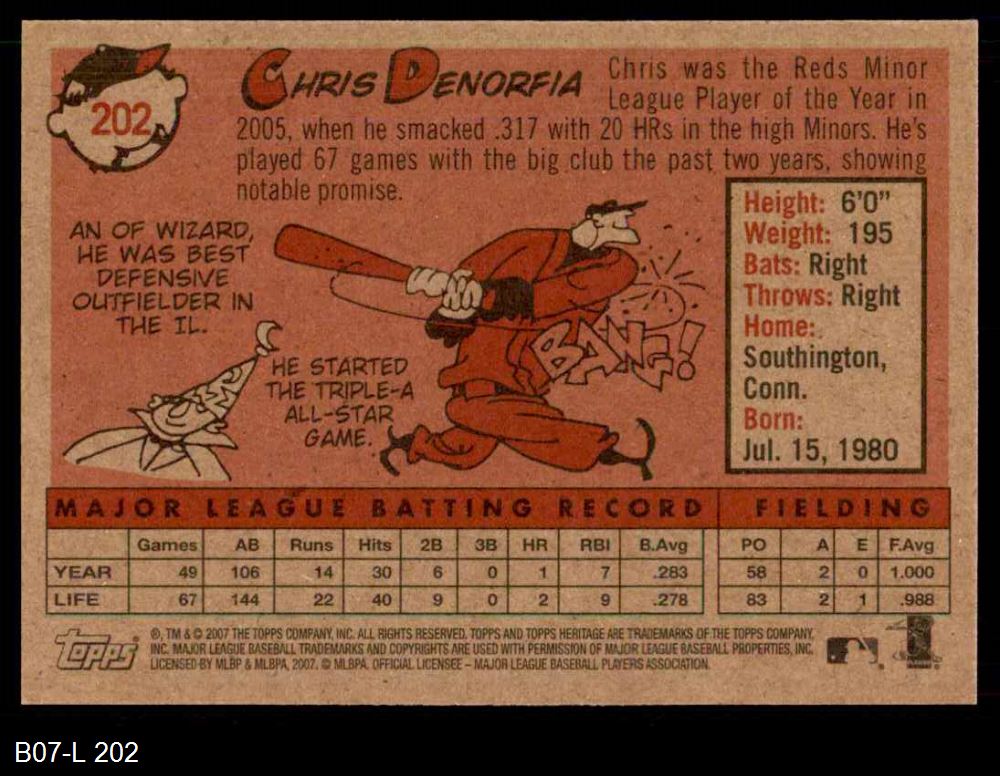 202
CHRIS DENORFIA
Chris was the Reds Minor
League Player of the Year in
2005, when he smacked .317 with 20 HRs in the high Minors. He's
played 67 games with the big club the past two years, showing
notable promise.
AN OF WIZARD,
HE WAS BEST
DEFENSIVE
OUTFIELDER IN
THE IL.
HE STARTED
THE TRIPLE-A
ALL-STAR
GAME.
BANG!
Height: 6'0"
Weight: 195
Bats: Right
Throws: Right
Home:
Southington,
Conn.
Born:
Jul. 15, 1980
MAJOR LEAGUE BATTING RECORD FIELDING
Games AB Runs Hits 2B 3B HR RBI B.Avg PO A E F.Avg
YEAR 49 106 14 30 6 0 1 7 .283 58 2 0 1.000
LIFE 67 144 22 40 9 0 2 9 .278 83 2 1 .988
Topps
®, TM & © 2007 THE TOPPS COMPANY, INC. ALL RIGHTS RESERVED. TOPPS AND TOPPS HERITAGE ARE TRADEMARKS OF THE TOPPS COMPANY,
INC. MAJOR LEAGUE BASEBALL TRADEMARKS AND COPYRIGHTS ARE USED WITH PERMISSION OF MAJOR LEAGUE BASEBALL PROPERTIES, INC.
LICENSED BY MLBP & MLBPA, 2007. © MLBPA. OFFICIAL LICENSEE – MAJOR LEAGUE BASEBALL PLAYERS ASSOCIATION.
B07-L 202